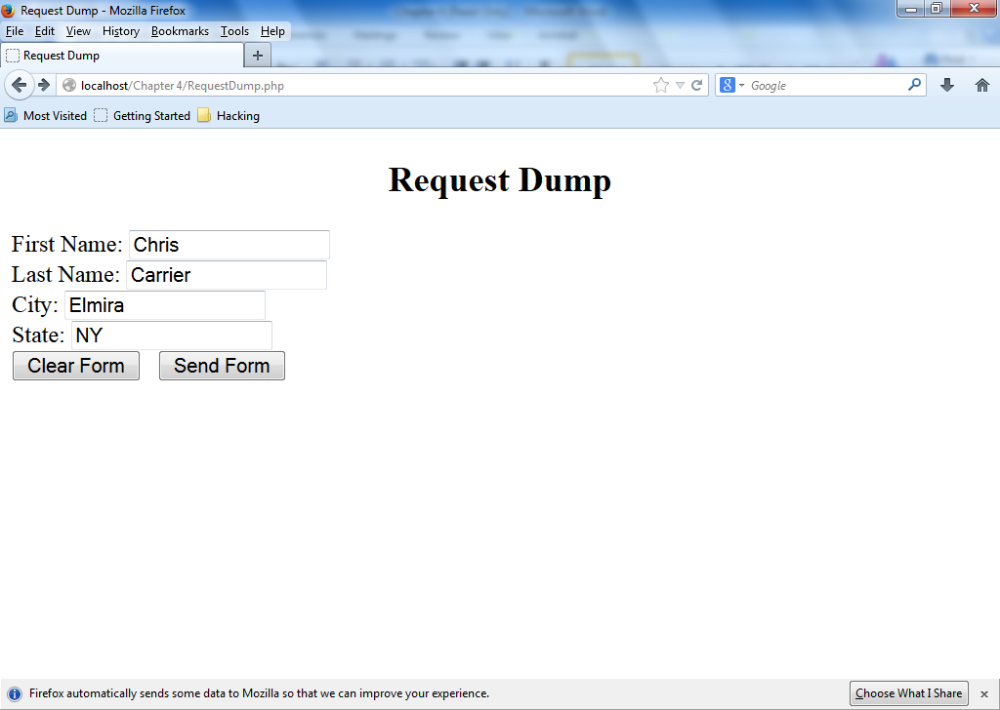 Request Dump - Mozilla Firefox
File Edit View History Bookmarks Tools Help
Request Dump
localhost/Chapter 4/RequestDump.php
8 Google
Most Visited Getting Started Hacking
Request Dump
First Name: Chris
Last Name: Carrier
City: Elmira
State: NY
Clear Form Send Form
Firefox automatically sends some data to Mozilla so that we can improve your experience. Choose What I Share